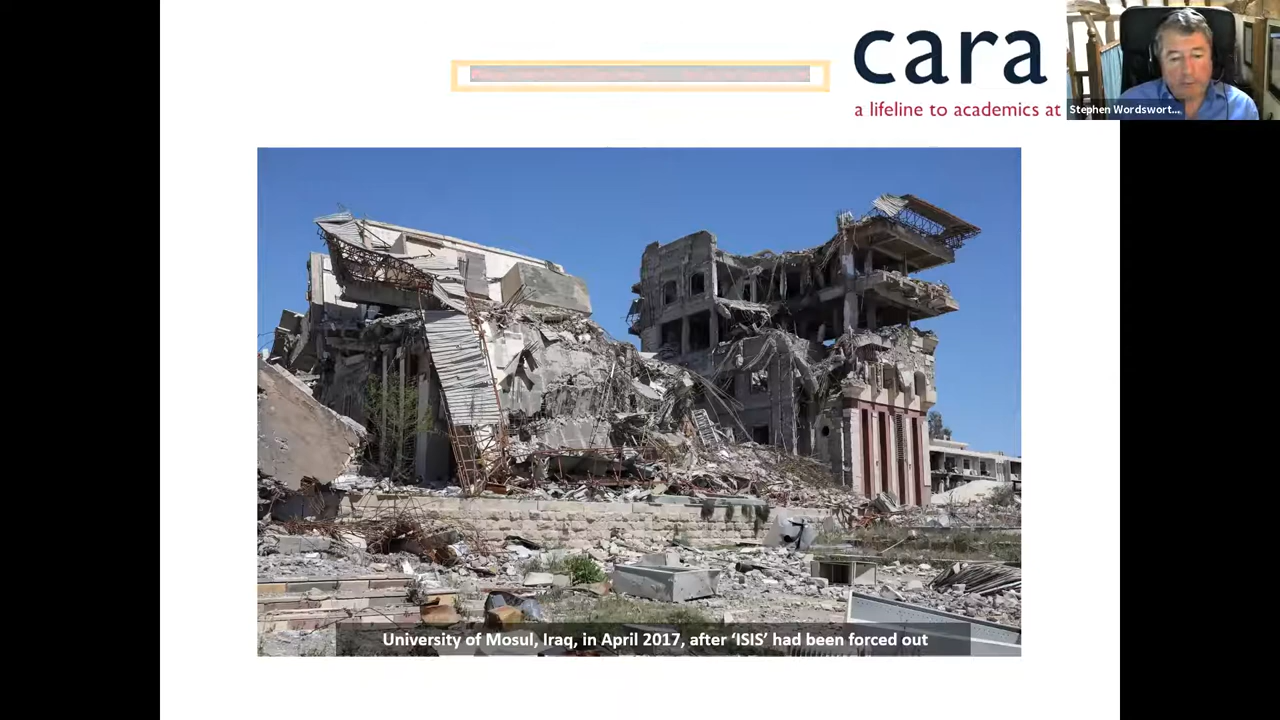 cara
a lifeline to academics at
Stephen Wordswort...
University of Mosul, Iraq, in April 2017, after ‘ISIS’ had been forced out